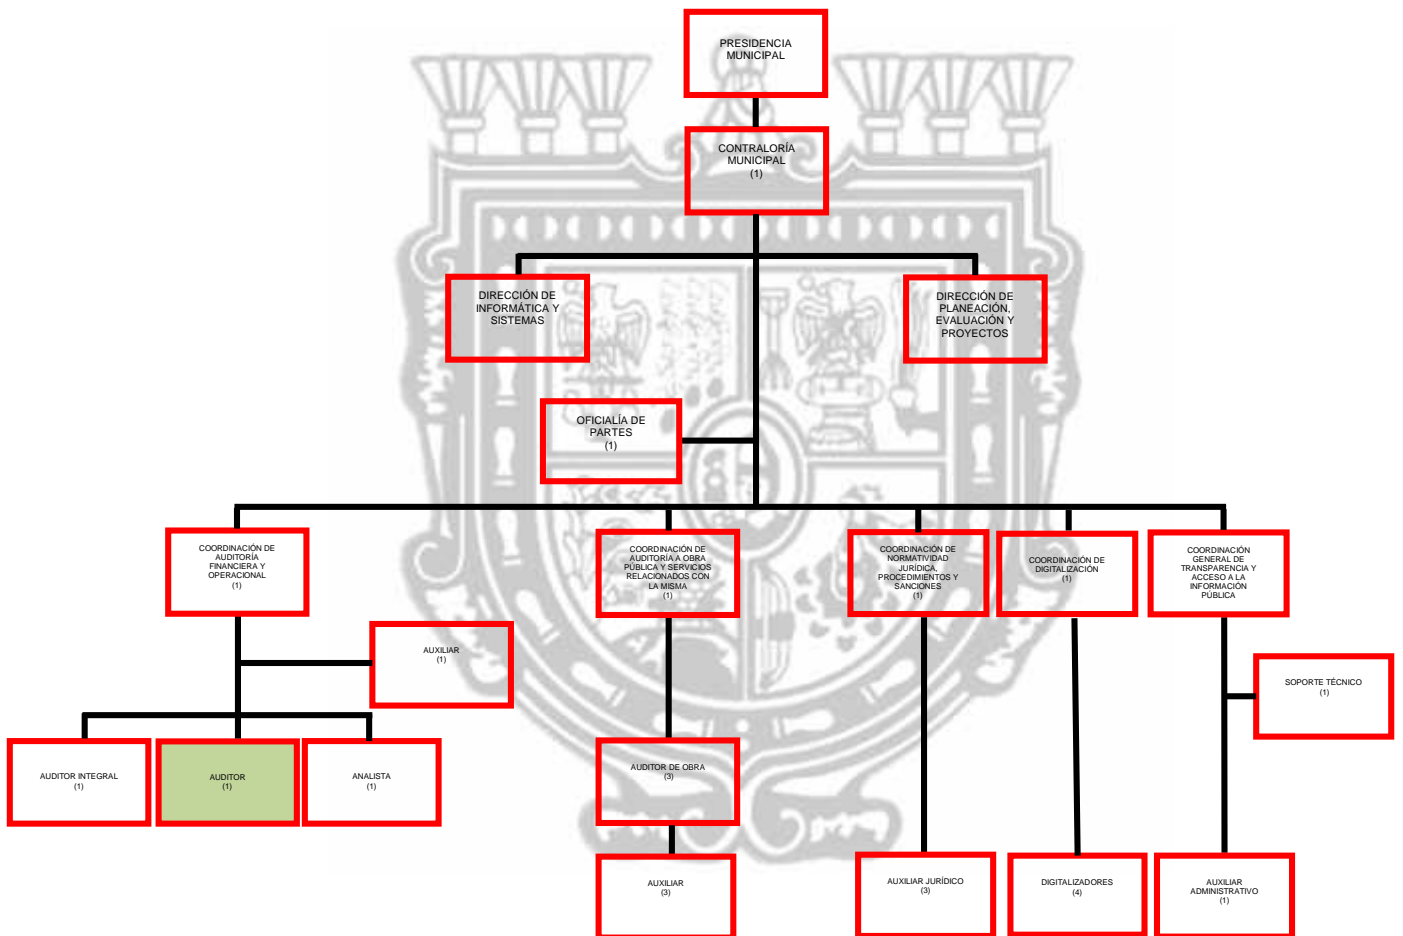 PRESIDENCIA
MUNICIPAL
CONTRALORÍA
MUNICIPAL
(1)
DIRECCIÓN DE
INFORMÁTICA Y
SISTEMAS
DIRECCIÓN DE
PLANEACIÓN,
EVALUACIÓN Y
PROYECTOS
OFICIALÍA DE
PARTES
(1)
COORDINACIÓN DE
AUDITORÍA
FINANCIERA Y
OPERACIONAL
(1)
COORDINACIÓN DE
AUDITORÍA A OBRA
PÚBLICA Y SERVICIOS
RELACIONADOS CON
LA MISMA
(1)
COORDINACIÓN DE
NORMATIVIDAD
JURÍDICA,
PROCEDIMIENTOS Y
SANCIONES
(1)
COORDINACIÓN DE
DIGITALIZACIÓN
(1)
COORDINACIÓN
GENERAL DE
TRANSPARENCIA Y
ACCESO A LA
INFORMACIÓN
PÚBLICA
AUXILIAR
(1)
SOPORTE TÉCNICO
(1)
AUDITOR INTEGRAL
(1)
AUDITOR
(1)
ANALISTA
(1)
AUDITOR DE OBRA
(3)
AUXILIAR
(3)
AUXILIAR JURÍDICO
(3)
DIGITALIZADORES
(4)
AUXILIAR
ADMINISTRATIVO
(1)